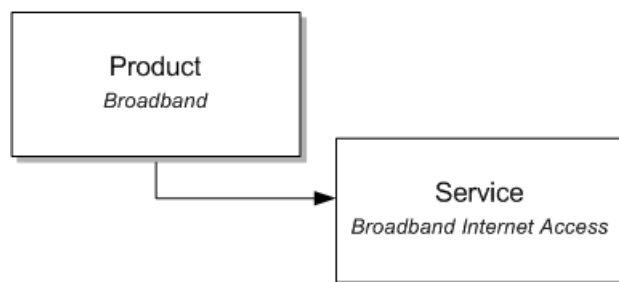 Product
Broadband
Service
Broadband Internet Access